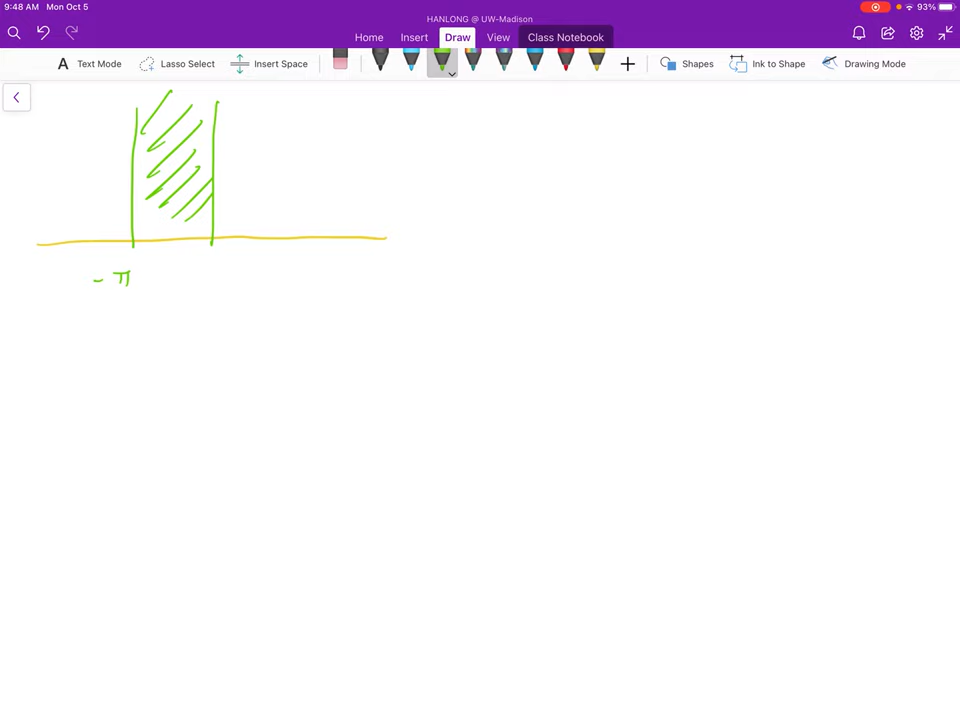 9:48 AM Mon Oct 5
93%
HANLONG @ UW-Madison
Home Insert Draw View Class Notebook
A Text Mode Lasso Select Insert Space Shapes Ink to Shape Drawing Mode
- π